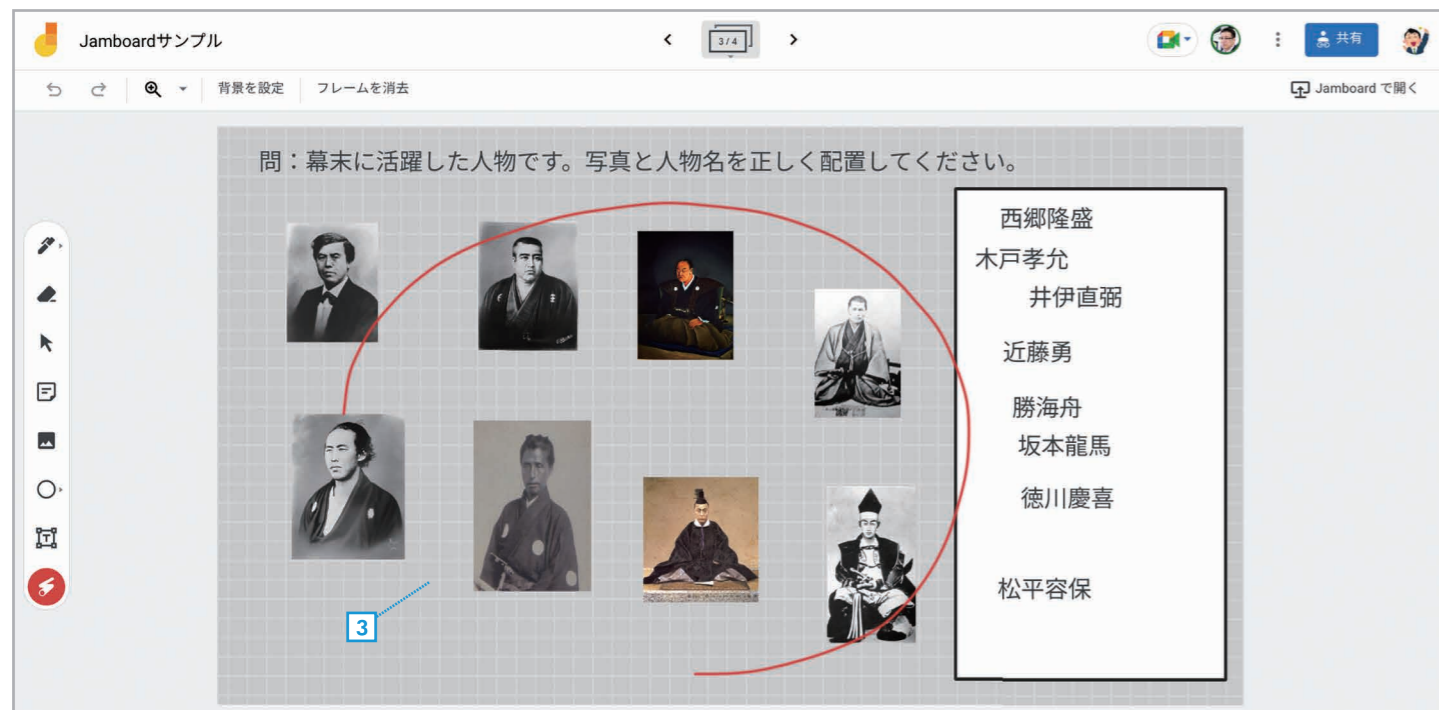 Jamboardサンプル
3 / 4
共有
背景を設定
フレームを消去
Jamboard で開く
問：幕末に活躍した人物です。写真と人物名を正しく配置してください。
西郷隆盛
木戸孝允
井伊直弼
近藤勇
勝海舟
坂本龍馬
徳川慶喜
松平容保
3